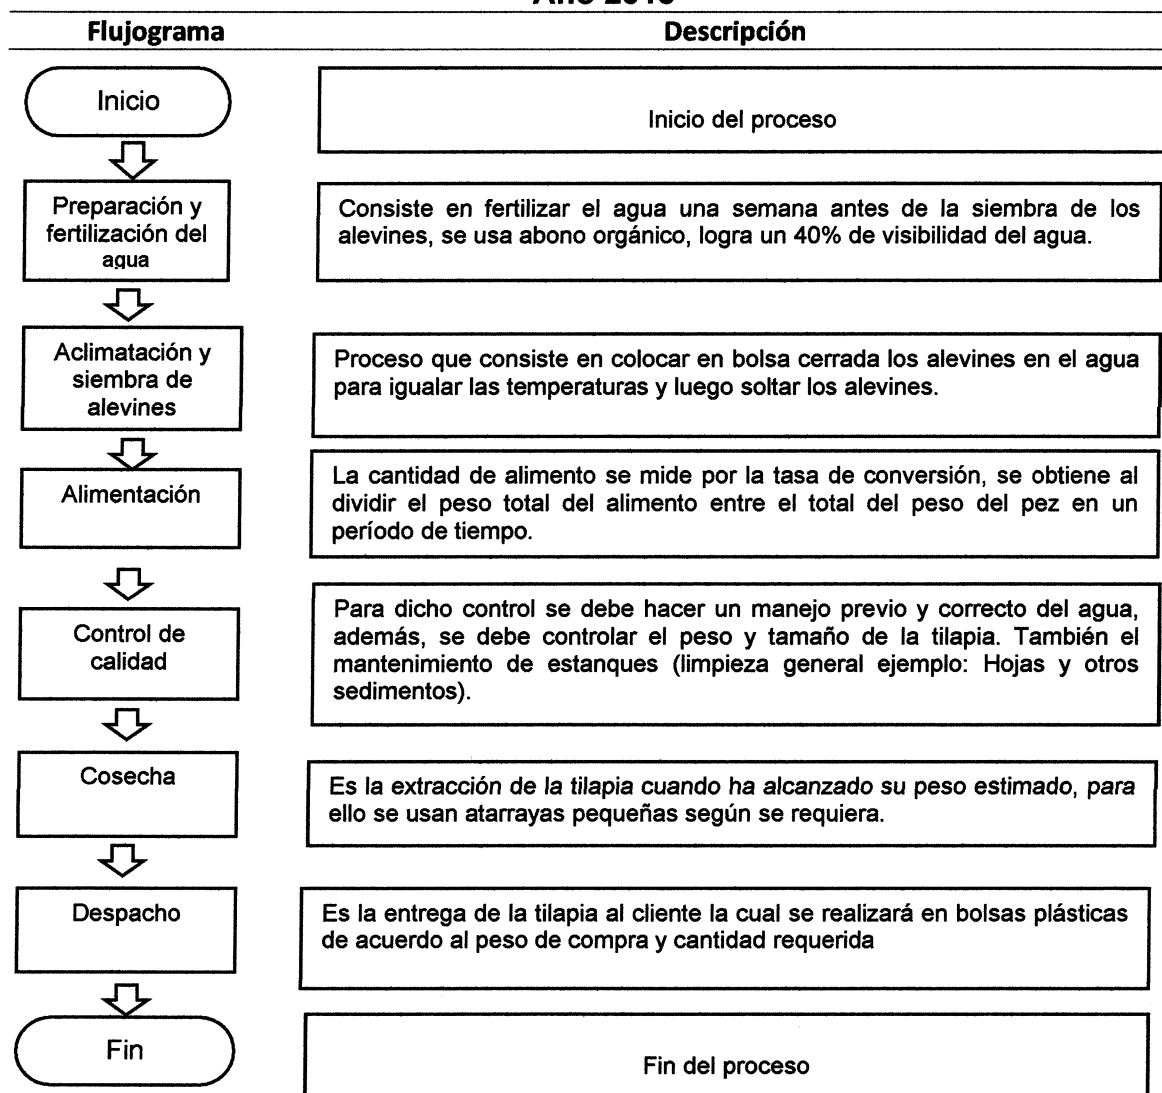 Flujograma
Descripción
Inicio
Inicio del proceso
Preparación y
fertilización del
agua
Consiste en fertilizar el agua una semana antes de la siembra de los
alevines, se usa abono orgánico, logra un 40% de visibilidad del agua.
Aclimatación y
siembra de
alevines
Proceso que consiste en colocar en bolsa cerrada los alevines en el agua
para igualar las temperaturas y luego soltar los alevines.
Alimentación
La cantidad de alimento se mide por la tasa de conversión, se obtiene al
dividir el peso total del alimento entre el total del peso del pez en un
período de tiempo.
Control de
calidad
Para dicho control se debe hacer un manejo previo y correcto del agua,
además, se debe controlar el peso y tamaño de la tilapia. También el
mantenimiento de estanques (limpieza general ejemplo: Hojas y otros
sedimentos).
Cosecha
Es la extracción de la tilapia cuando ha alcanzado su peso estimado, para
ello se usan atarrayas pequeñas según se requiera.
Despacho
Es la entrega de la tilapia al cliente la cual se realizará en bolsas plásticas
de acuerdo al peso de compra y cantidad requerida
Fin
Fin del proceso